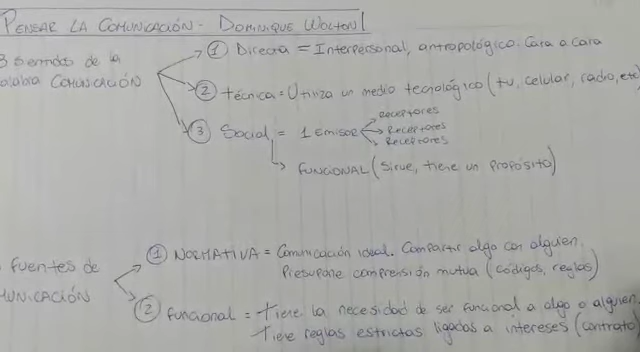 PENSAR LA COMUNICACIÓN - DOMINIQUE WOLTON
3 sentidos de la palabra COMUNICACIÓN
① Directa = Interpersonal, antropológico. Cara a cara
② Técnica = Utiliza un medio tecnológico (tv, celular, radio, etc)
③ Social = 1 EMISOR
RECEPTORES
RECEPTORES
RECEPTORES
FUNCIONAL (Sirve, tiene un propósito)
fuentes de
① NORMATIVA = Comunicación ideal. Compartir algo con alguien.
Presupone comprensión mutua (códigos, reglas)
② Funcional = Tiene la necesidad de ser funcional a algo o alguien.
Tiene reglas estrictas ligados a intereses (contrato)